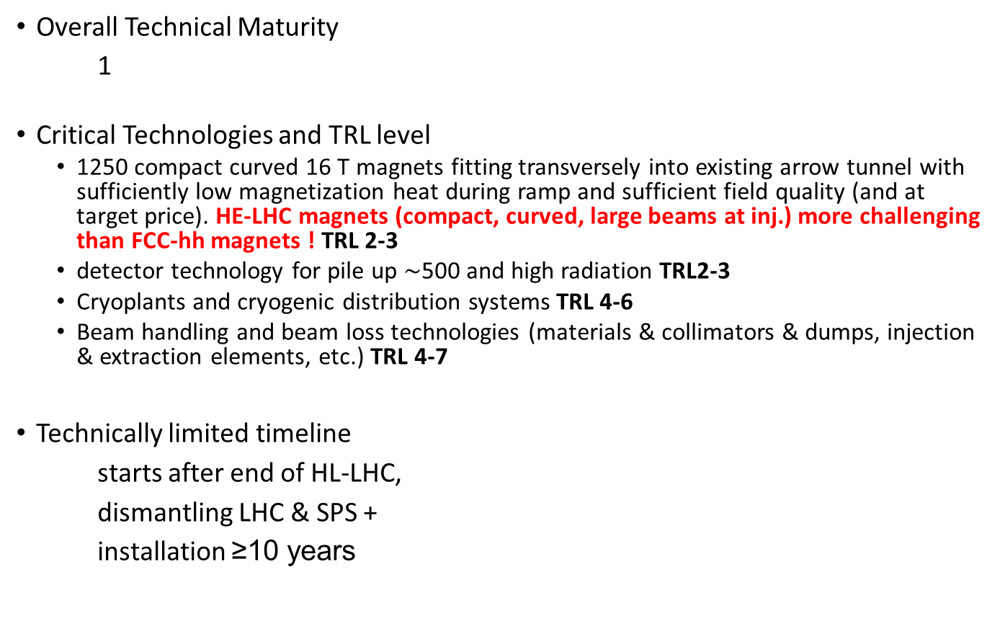 • Overall Technical Maturity
1
• Critical Technologies and TRL level
• 1250 compact curved 16 T magnets fitting transversely into existing arrow tunnel with
sufficiently low magnetization heat during ramp and sufficient field quality (and at
target price). HE-LHC magnets (compact, curved, large beams at inj.) more challenging
than FCC-hh magnets ! TRL 2-3
• detector technology for pile up ~500 and high radiation TRL2-3
• Cryoplants and cryogenic distribution systems TRL 4-6
• Beam handling and beam loss technologies (materials & collimators & dumps, injection
& extraction elements, etc.) TRL 4-7
• Technically limited timeline
starts after end of HL-LHC,
dismantling LHC & SPS +
installation ≥10 years